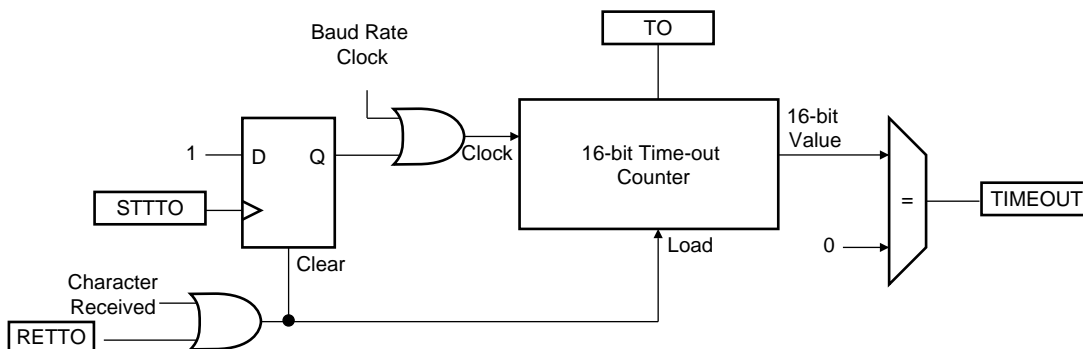 TO
Baud Rate
Clock
16-bit
Value
1
D
Q
Clock
16-bit Time-out
Counter
STTTO
=
TIMEOUT
Clear
Load
0
Character
Received
RETTO